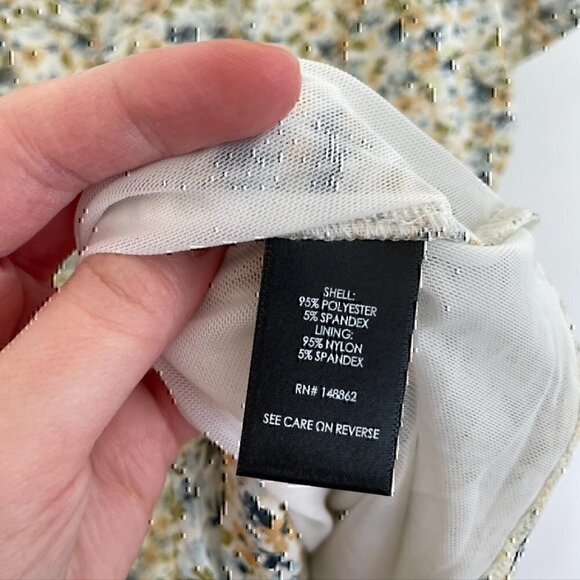 SHELL:
95% POLYESTER
5% SPANDEX
LINING:
95% NYLON
5% SPANDEX
RN# 148862
SEE CARE ON REVERSE